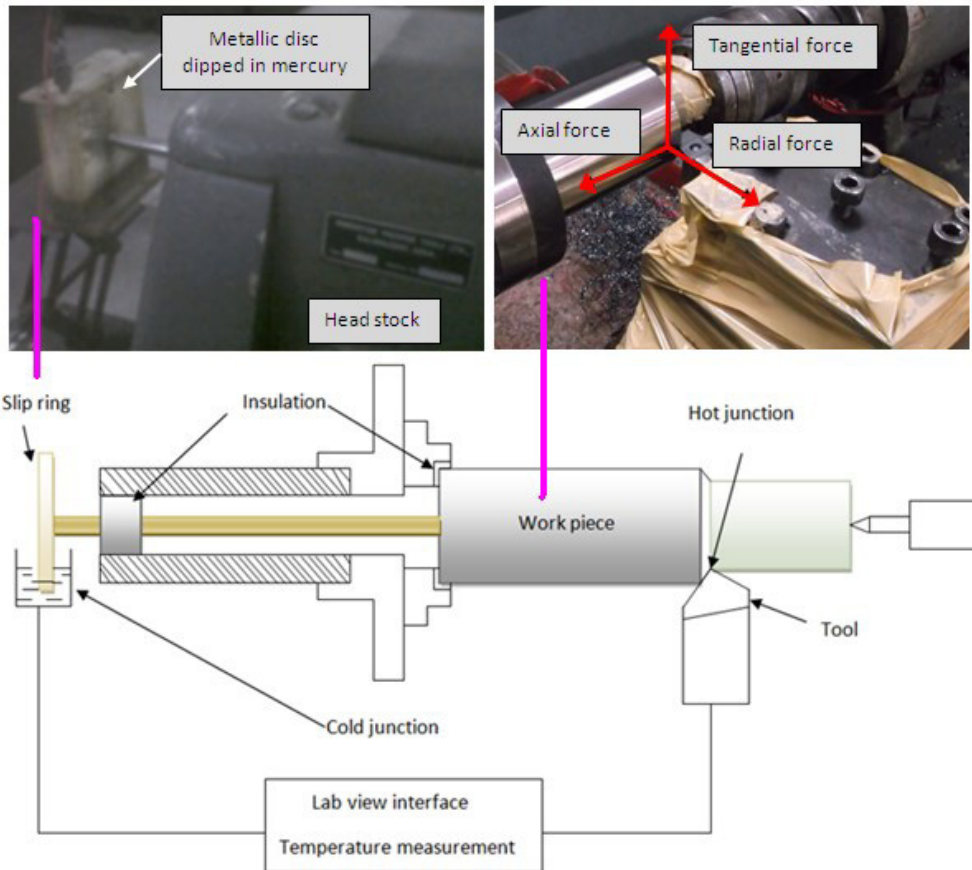 Metallic disc
dipped in mercury
Head stock
Tangential force
Axial force
Radial force
Slip ring
Insulation
Hot junction
Work piece
Tool
Cold junction
Lab view interface
Temperature measurement